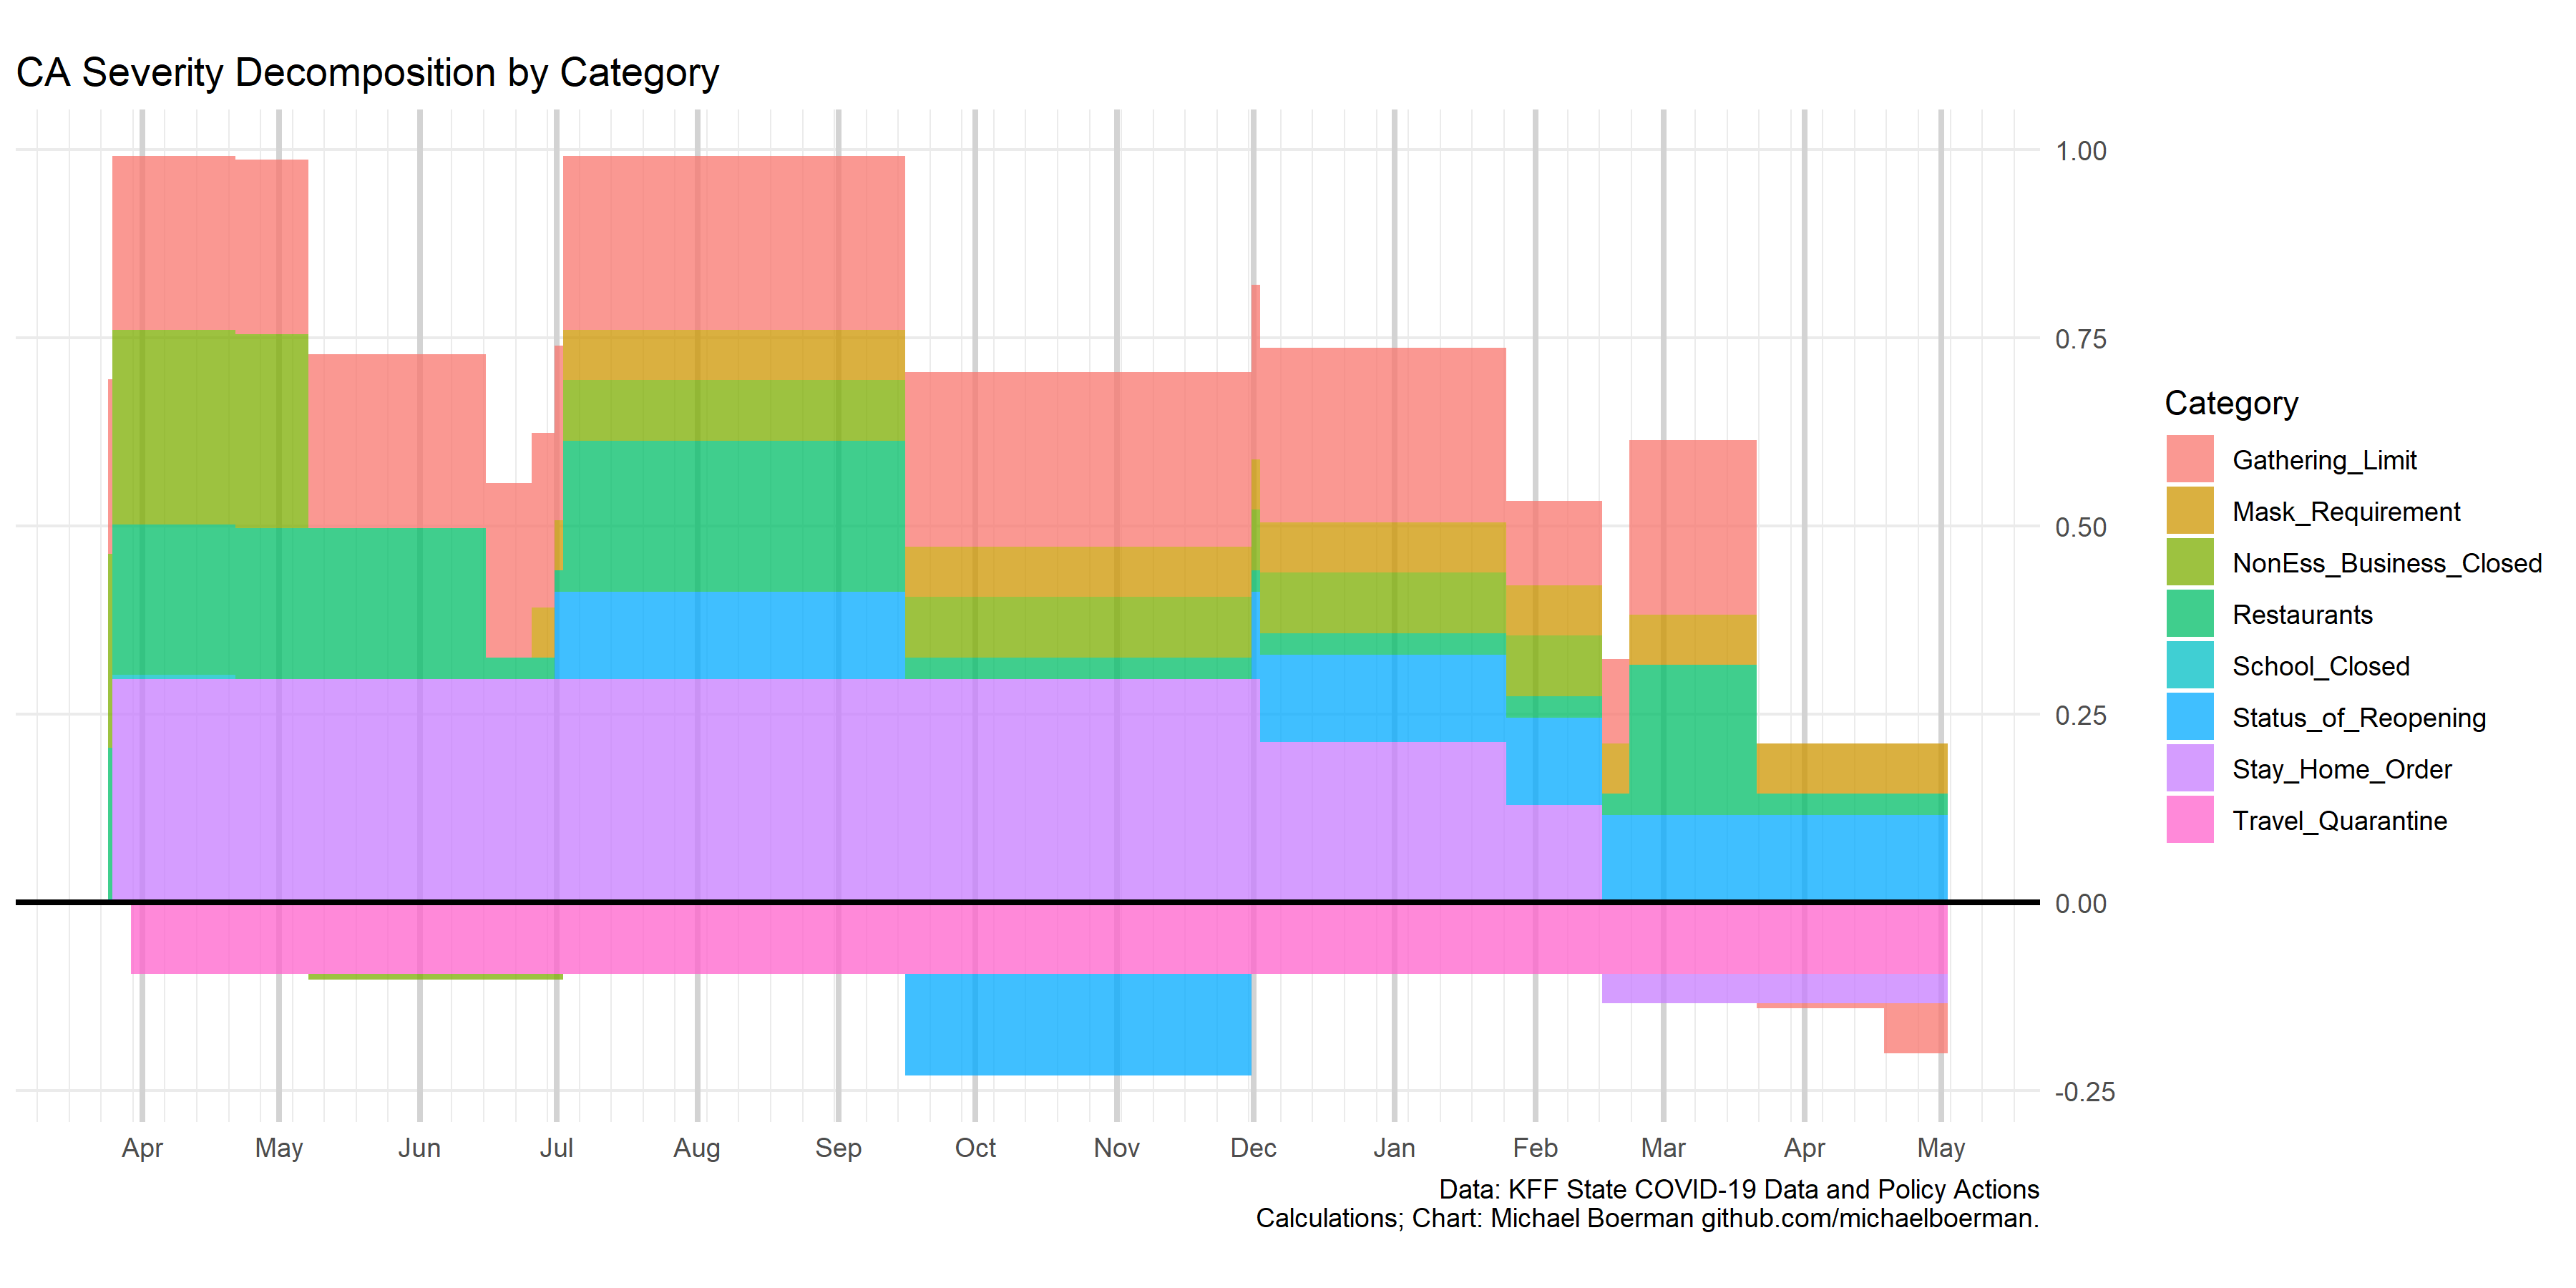 CA Severity Decomposition by Category
1.00
0.75
0.50
0.25
0.00
-0.25
Apr May Jun Jul Aug Sep Oct Nov Dec Jan Feb Mar Apr May
Data: KFF State COVID-19 Data and Policy Actions
Calculations; Chart: Michael Boerman github.com/michaelboerman.
Category
Gathering_Limit
Mask_Requirement
NonEss_Business_Closed
Restaurants
School_Closed
Status_of_Reopening
Stay_Home_Order
Travel_Quarantine